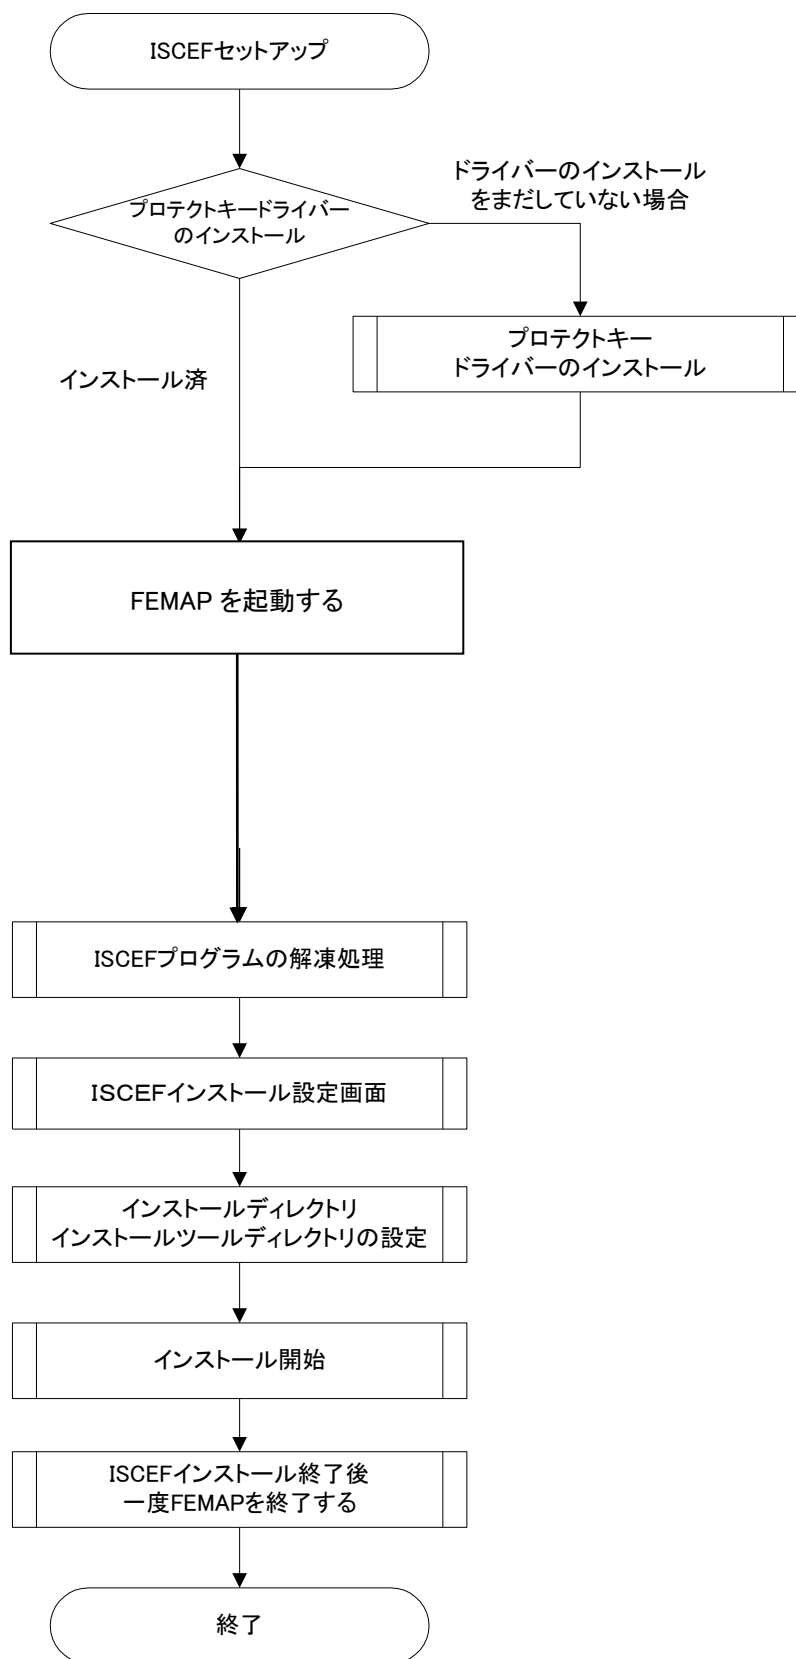 ISCEFセットアップ
プロテクトキードライバー
のインストール
ドライバーのインストール
をまだしていない場合
プロテクトキー
ドライバーのインストール
インストール済
FEMAP を起動する
ISCEFプログラムの解凍処理
ISCEFインストール設定画面
インストールディレクトリ
インストールツールディレクトリの設定
インストール開始
ISCEFインストール終了後
一度FEMAPを終了する
終了